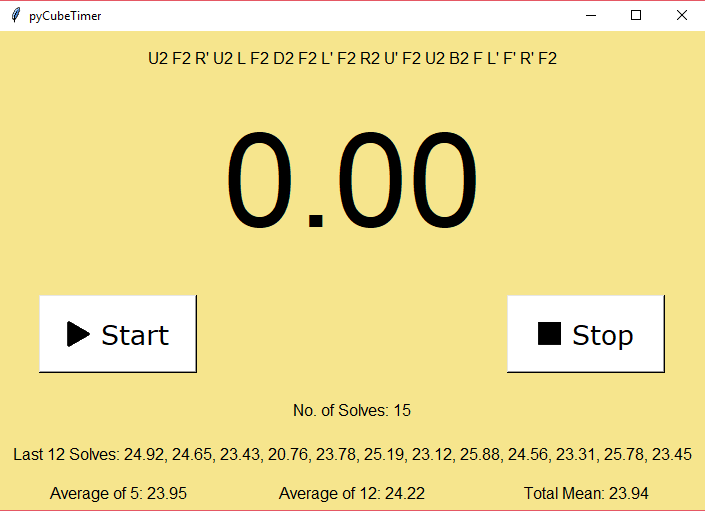 pyCubeTimer
U2 F2 R' U2 L F2 D2 F2 L' F2 R2 U' F2 U2 B2 F L' F' R' F2
0.00
Start
Stop
No. of Solves: 15
Last 12 Solves: 24.92, 24.65, 23.43, 20.76, 23.78, 25.19, 23.12, 25.88, 24.56, 23.31, 25.78, 23.45
Average of 5: 23.95
Average of 12: 24.22
Total Mean: 23.94